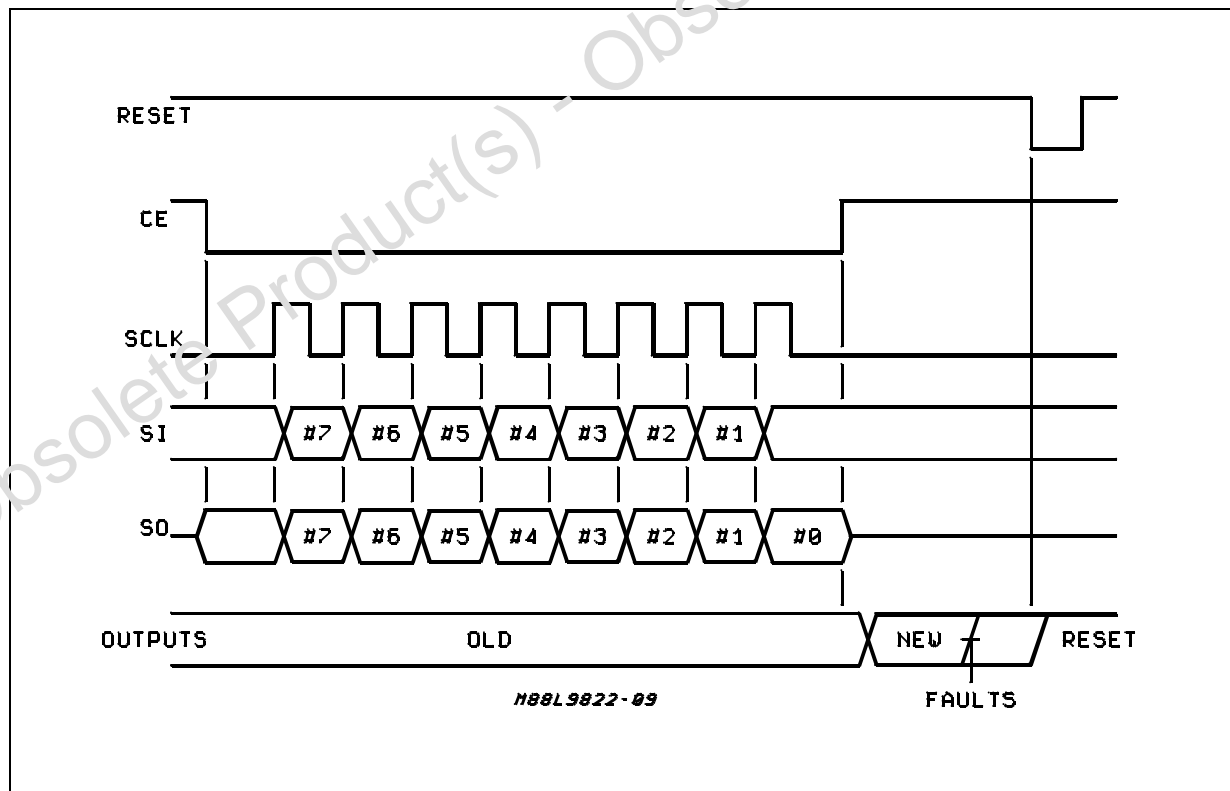 Obsolete Product(s) - Obso
RESET
CE
SCLK
SI #7 #6 #5 #4 #3 #2 #1
SO #7 #6 #5 #4 #3 #2 #1 #0
OUTPUTS OLD NEW RESET
FAULTS
M88L9822-09